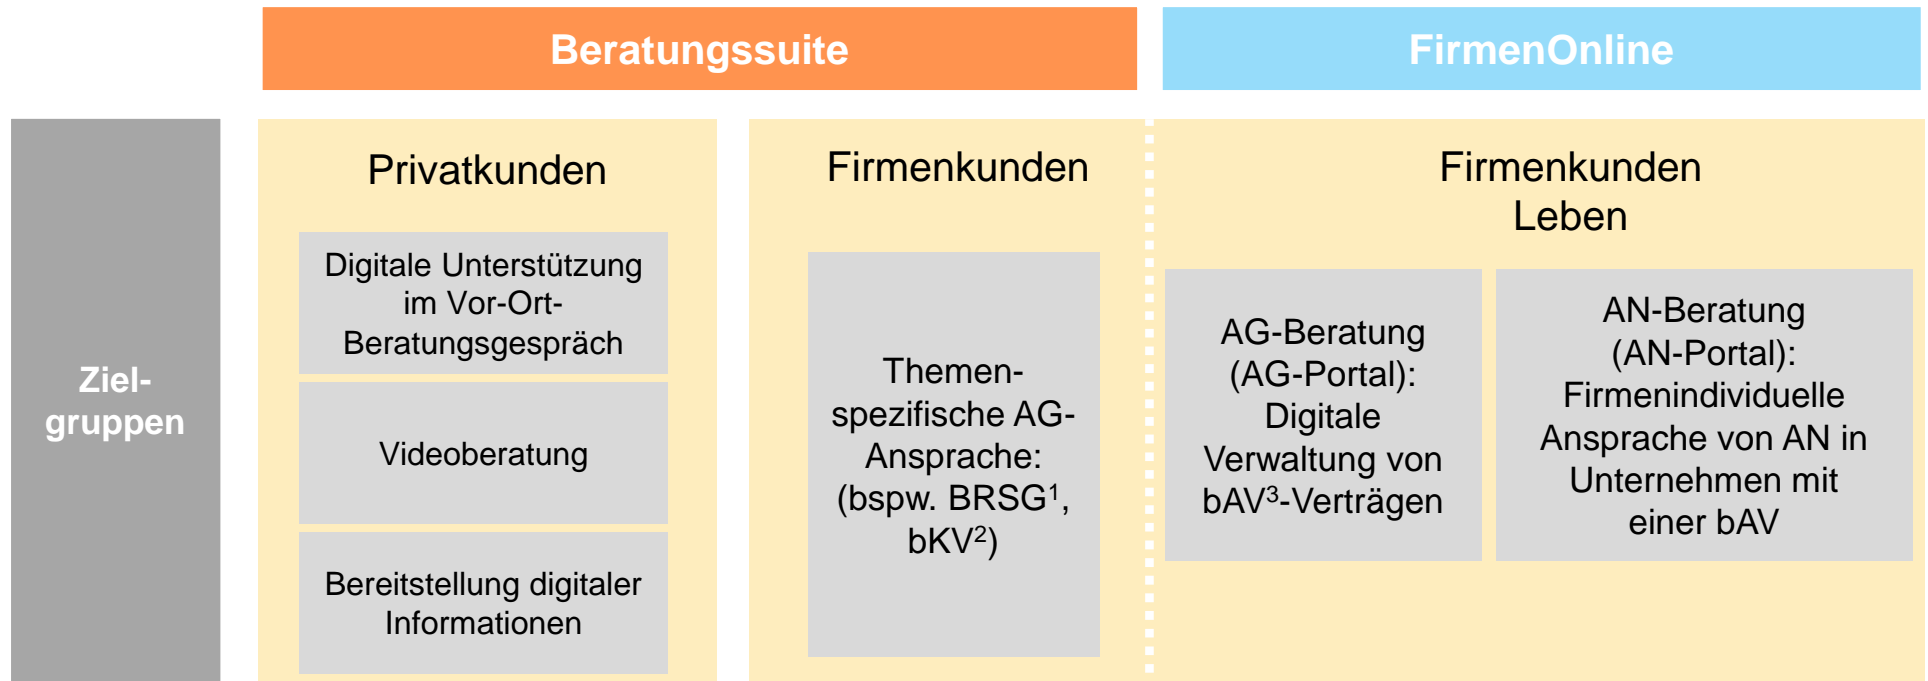 Beratungssuite
FirmenOnline
Ziel-
gruppen
Privatkunden
Digitale Unterstützung
im Vor-Ort-
Beratungsgespräch
Videoberatung
Bereitstellung digitaler
Informationen
Firmenkunden
Themen-
spezifische AG-
Ansprache:
(bspw. BRSG¹,
bKV²)
Firmenkunden
Leben
AG-Beratung
(AG-Portal):
Digitale
Verwaltung von
bAV³-Verträgen
AN-Beratung
(AN-Portal):
Firmenindividuelle
Ansprache von AN in
Unternehmen mit
einer bAV